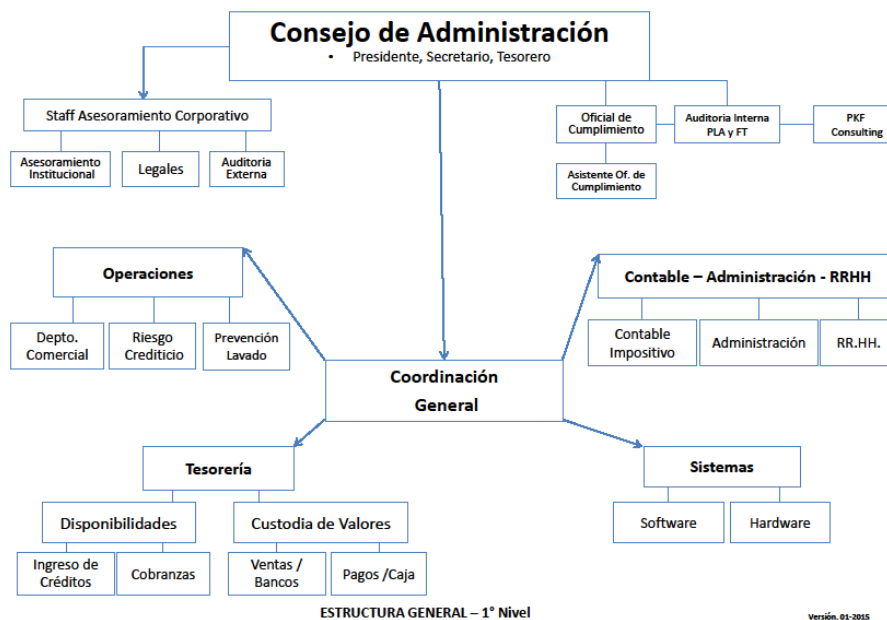 Consejo de Administración
• Presidente, Secretario, Tesorero
Staff Asesoramiento Corporativo
Asesoramiento
Institucional
Legales
Auditoria
Externa
Oficial de
Cumplimiento
Auditoria Interna
PLA y FT
PKF
Consulting
Asistente Of. de
Cumplimiento
Operaciones
Depto.
Comercial
Riesgo
Crediticio
Prevención
Lavado
Contable – Administración - RRHH
Contable
Impositivo
Administración
RR.HH.
Coordinación
General
Tesorería
Disponibilidades
Custodia de Valores
Ingreso de
Créditos
Cobranzas
Ventas /
Bancos
Pagos /Caja
Sistemas
Software
Hardware
ESTRUCTURA GENERAL – 1° Nivel
Versión. 01-2015